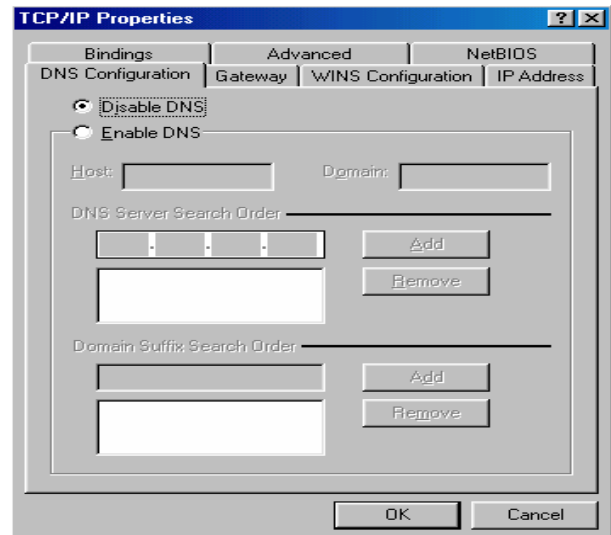 TCP/IP Properties
Bindings Advanced NetBIOS
DNS Configuration Gateway WINS Configuration IP Address
Disable DNS
Enable DNS
Host: Domain:
DNS Server Search Order
Add
Remove
Domain Suffix Search Order
Add
Remove
OK Cancel